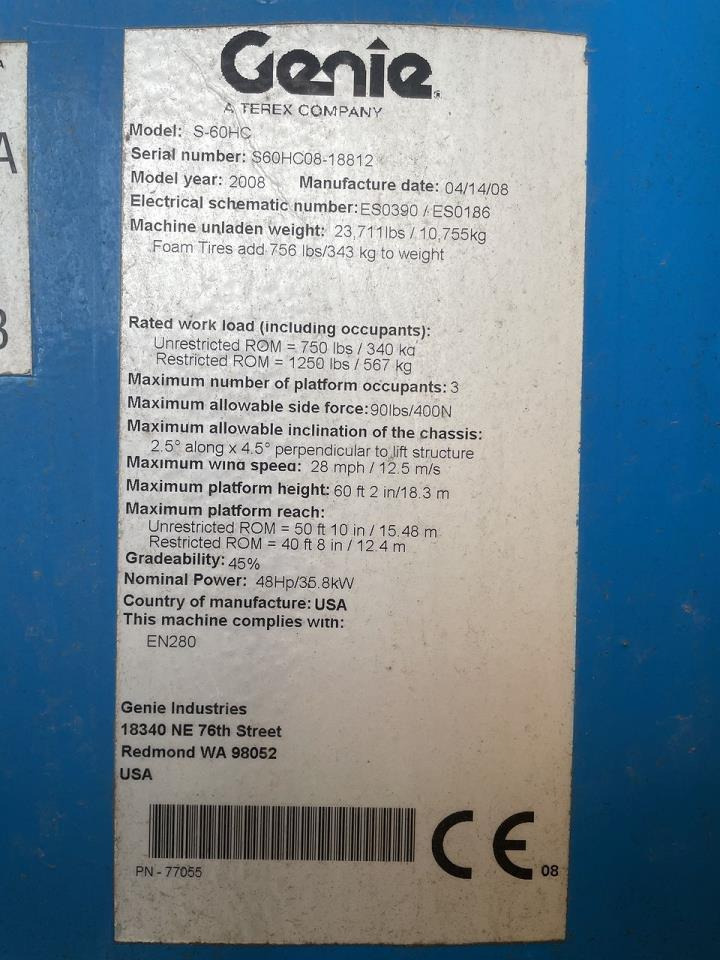 Genie
A TEREX COMPANY
Model: S-60HC
Serial number: S60HC08-18812
Model year: 2008 Manufacture date: 04/14/08
Electrical schematic number: ES0390 / ES0186
Machine unladen weight: 23,711lbs / 10,755kg
Foam Tires add 756 lbs/343 kg to weight
Rated work load (including occupants):
Unrestricted ROM = 750 lbs / 340 kg
Restricted ROM = 1250 lbs / 567 kg
Maximum number of platform occupants: 3
Maximum allowable side force: 90lbs/400N
Maximum allowable inclination of the chassis:
2.5° along x 4.5° perpendicular to lift structure
Maximum wind speed: 28 mph / 12.5 m/s
Maximum platform height: 60 ft 2 in/18.3 m
Maximum platform reach:
Unrestricted ROM = 50 ft 10 in / 15.48 m
Restricted ROM = 40 ft 8 in / 12.4 m
Gradeability: 45%
Nominal Power: 48Hp/35.8kW
Country of manufacture: USA
This machine complies with:
EN280
Genie Industries
18340 NE 76th Street
Redmond WA 98052
USA
CE 08
PN - 77055